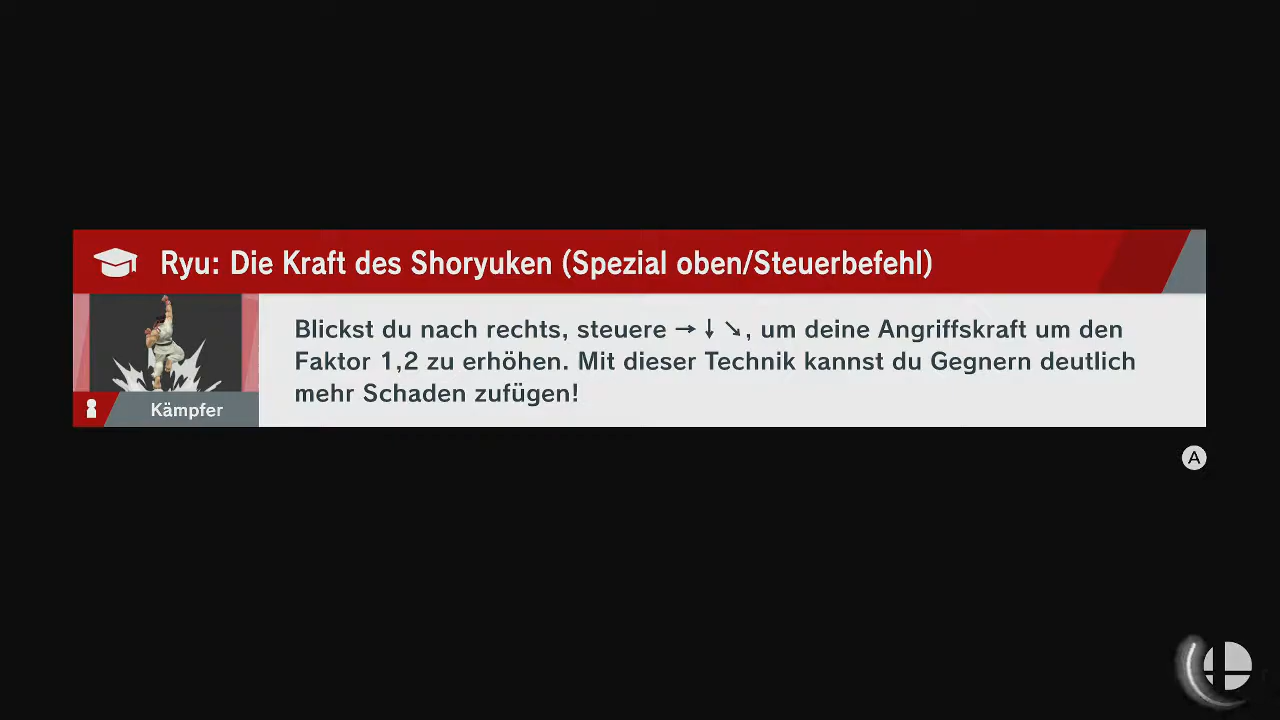 Ryu: Die Kraft des Shoryuken (Spezial oben/Steuerbefehl)
Blickst du nach rechts, steuere → ↓ ↘, um deine Angriffskraft um den
Faktor 1,2 zu erhöhen. Mit dieser Technik kannst du Gegnern deutlich
mehr Schaden zufügen!
Kämpfer
A